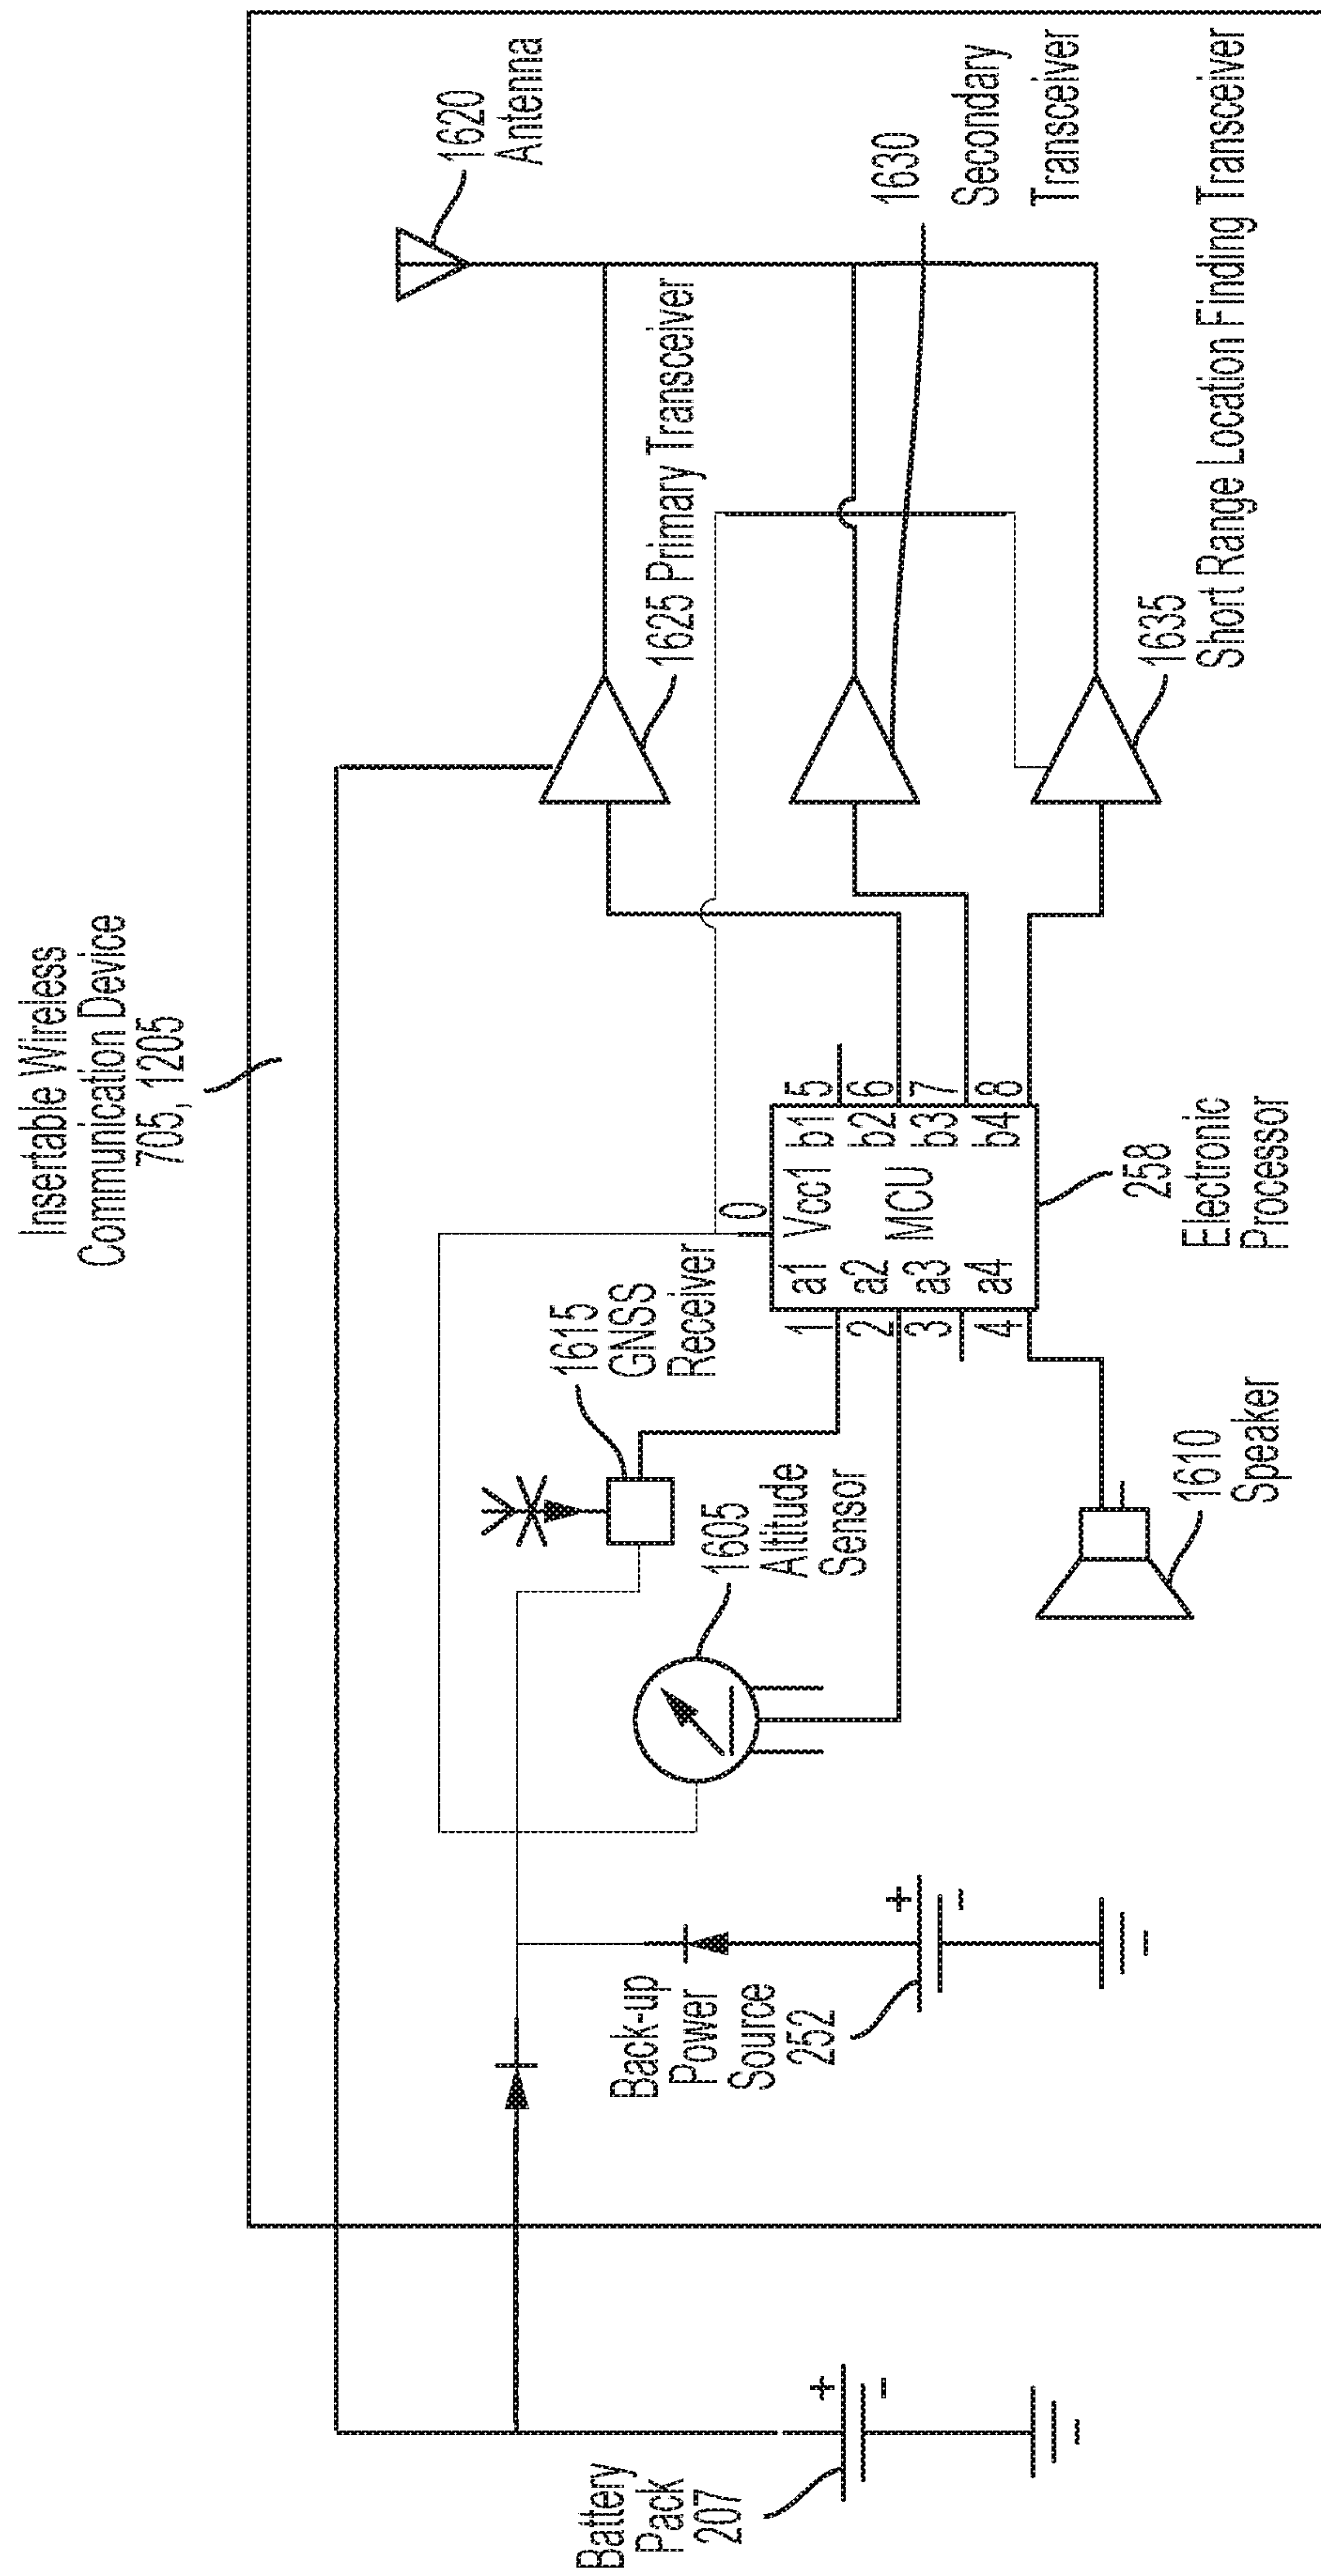 Insertable Wireless
Communication Device
705, 1205
Battery
Pack
207
+
-
Back-up
Power
Source
252
+
-
1605
Altitude
Sensor
1615
GNSS
Receiver
1610
Speaker
0
Vcc1
MCU
1 a1
2 a2
3 a3
4 a4
b1 5
b2 6
b3 7
b4 8
258
Electronic
Processor
1620
Antenna
1625 Primary Transceiver
1630
Secondary
Transceiver
1635
Short Range Location Finding Transceiver